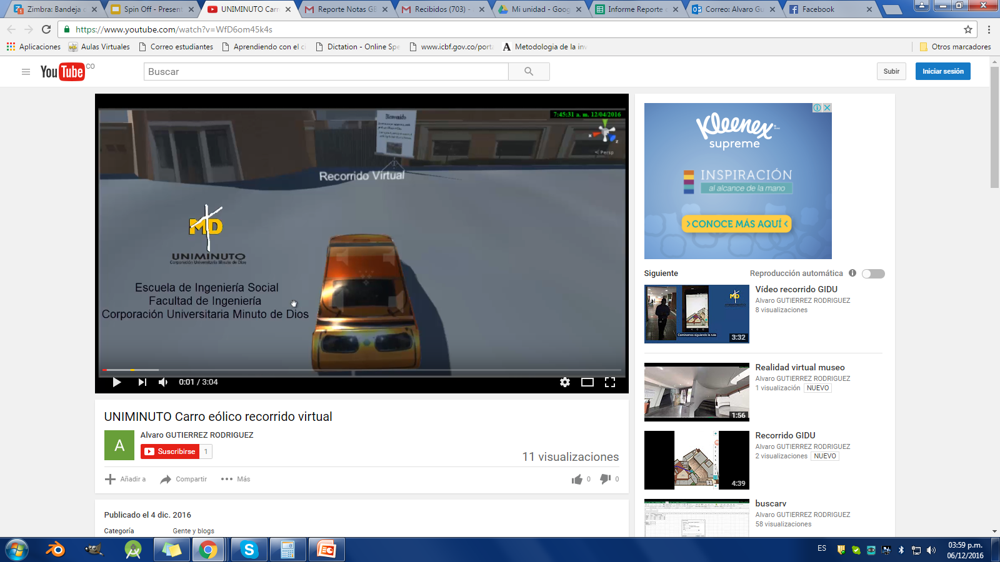 Zimbra: Bandeja d
Spin Off - Present
UNIMINUTO Carr
Reporte Notas GB
Recibidos (703) -
Mi unidad - Goog
Informe Reporte
Correo: Alvaro Gu
Facebook
https://www.youtube.com/watch?v=WfD6om45k4s
Aplicaciones
Aulas Virtuales
Correo estudiantes
Aprendiendo con el c
Dictation - Online Spe
www.icbf.gov.co/porta
Metodologia de la inv
Otros marcadores
YouTube CO
Buscar
Subir
Iniciar sesión
Bienvenido
7:45:31 a. m. 12/04/2016
x
z
< Persp
Recorrido Virtual
MD
UNIMINUTO
Corporación Universitaria Minuto de Dios
Escuela de Ingeniería Social
Facultad de Ingeniería
Corporación Universitaria Minuto de Dios
0:01 / 3:04
UNIMINUTO Carro eólico recorrido virtual
A
Alvaro GUTIERREZ RODRIGUEZ
Suscribirse 1
11 visualizaciones
Añadir a
Compartir
Más
0
0
Publicado el 4 dic. 2016
Categoría Gente y blogs
Kleenex
supreme
INSPIRACIÓN
al alcance de la mano
> CONOCE MÁS AQUÍ <
Siguiente
Reproducción automática
MD
Caminamos siguiendo la ruta
3:32
Vídeo recorrido GIDU
Alvaro GUTIERREZ RODRIGUEZ
8 visualizaciones
1:56
Realidad virtual museo
Alvaro GUTIERREZ RODRIGUEZ
1 visualización NUEVO
4:39
Recorrido GIDU
Alvaro GUTIERREZ RODRIGUEZ
2 visualizaciones NUEVO
buscarv
Alvaro GUTIERREZ RODRIGUEZ
58 visualizaciones
ES
03:59 p.m.
06/12/2016